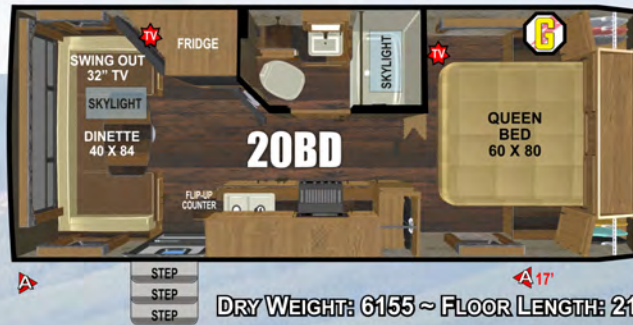 TV
FRIDGE
SWING OUT
32" TV
SKYLIGHT
DINETTE
40 X 84
SKYLIGHT
TV
G
QUEEN
BED
60 X 80
20BD
FLIP-UP
COUNTER
A
STEP
STEP
STEP
A 17'
DRY WEIGHT: 6155 ~ FLOOR LENGTH: 21